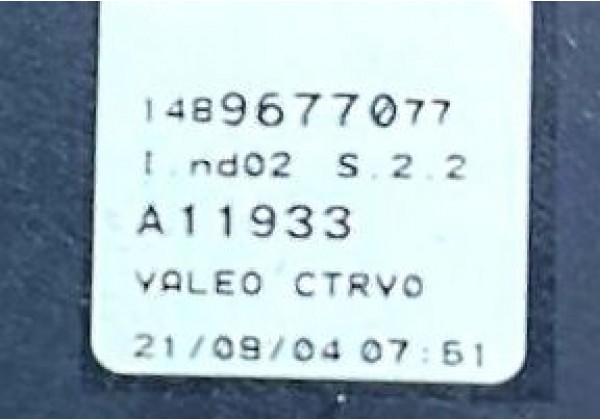 1489677077
I.nd02 S.2.2
A11933
VALEO CTRVO
21/09/04 07:51